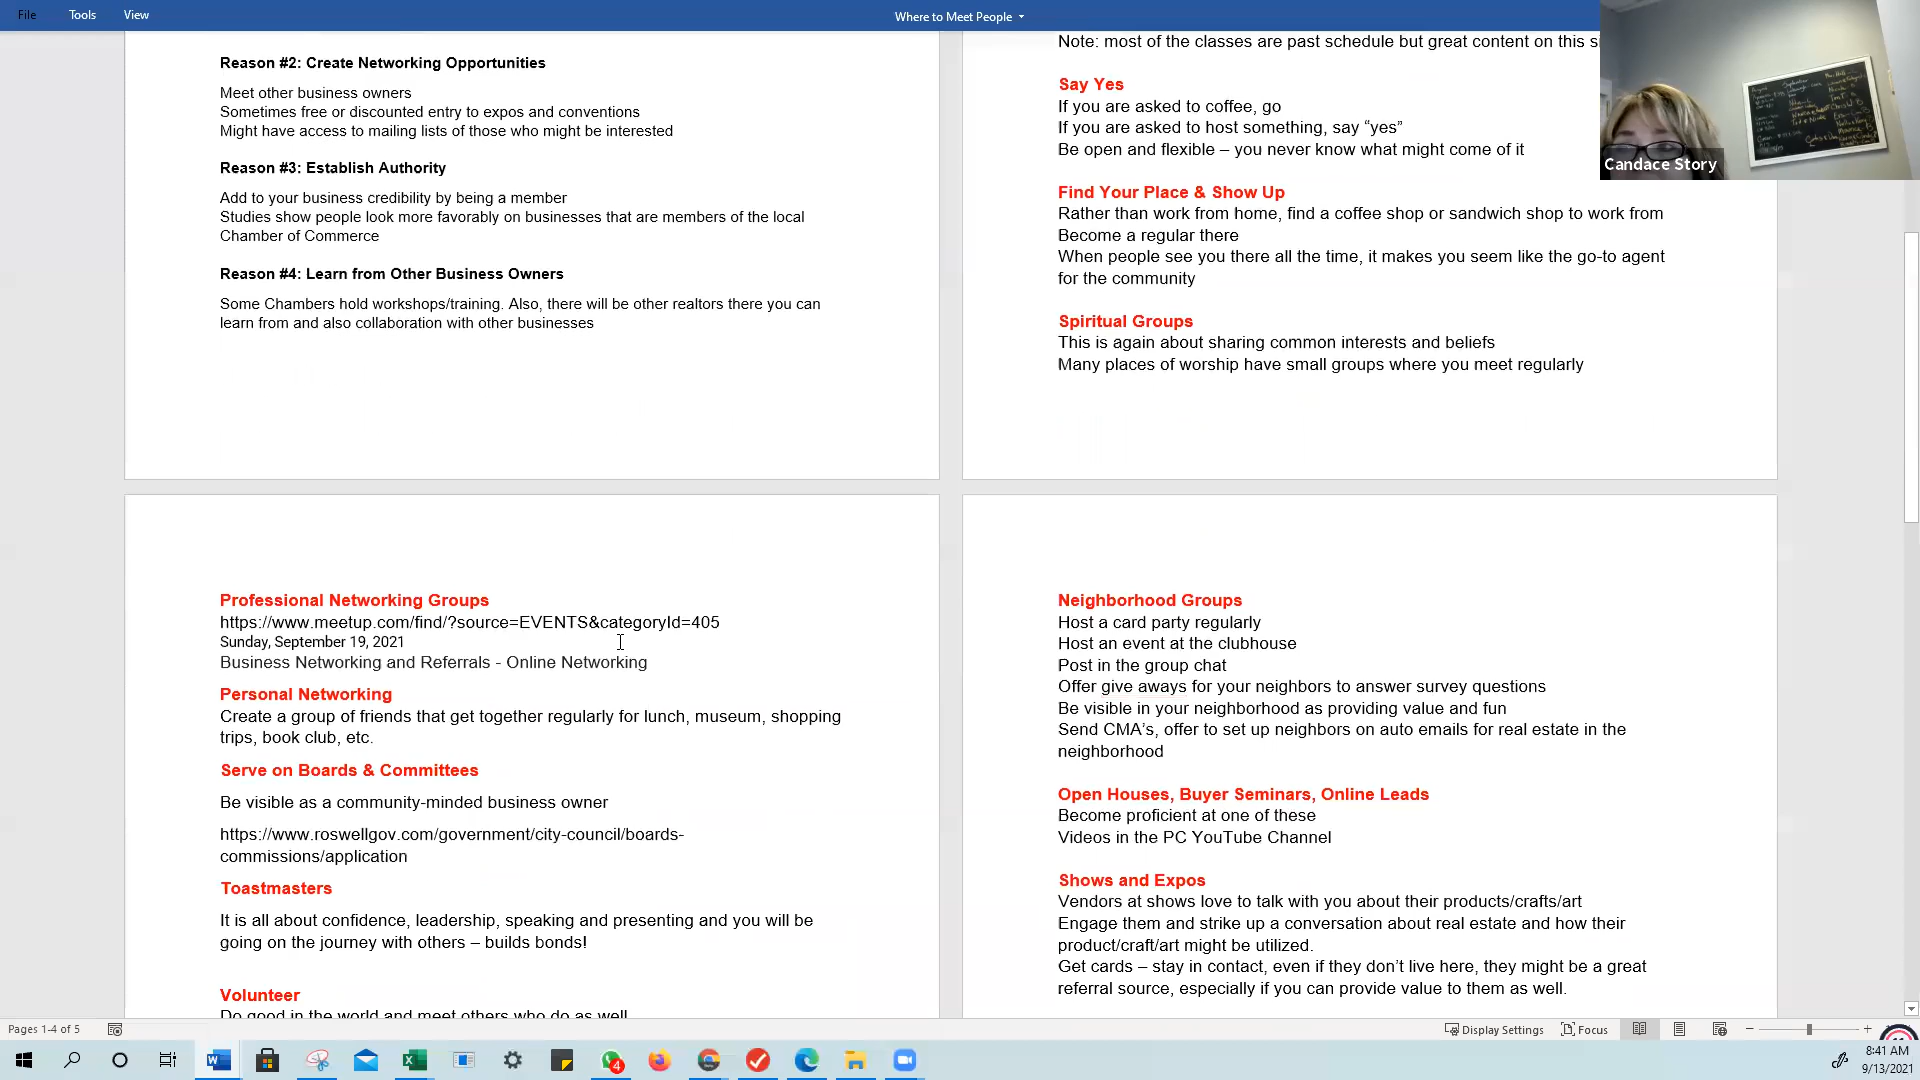 File Tools View
Where to Meet People
Reason #2: Create Networking Opportunities
Meet other business owners
Sometimes free or discounted entry to expos and conventions
Might have access to mailing lists of those who might be interested
Reason #3: Establish Authority
Add to your business credibility by being a member
Studies show people look more favorably on businesses that are members of the local
Chamber of Commerce
Reason #4: Learn from Other Business Owners
Some Chambers hold workshops/training. Also, there will be other realtors there you can
learn from and also collaboration with other businesses
Note: most of the classes are past schedule but great content on this
Say Yes
If you are asked to coffee, go
If you are asked to host something, say “yes”
Be open and flexible – you never know what might come of it
Find Your Place & Show Up
Rather than work from home, find a coffee shop or sandwich shop to work from
Become a regular there
When people see you there all the time, it makes you seem like the go-to agent
for the community
Spiritual Groups
This is again about sharing common interests and beliefs
Many places of worship have small groups where you meet regularly
Candace Story
Professional Networking Groups
https://www.meetup.com/find/?source=EVENTS&categoryId=405
Sunday, September 19, 2021
Business Networking and Referrals - Online Networking
Personal Networking
Create a group of friends that get together regularly for lunch, museum, shopping
trips, book club, etc.
Serve on Boards & Committees
Be visible as a community-minded business owner
https://www.roswellgov.com/government/city-council/boards-
commissions/application
Toastmasters
It is all about confidence, leadership, speaking and presenting and you will be
going on the journey with others – builds bonds!
Volunteer
Do good in the world and meet others who do as well
Neighborhood Groups
Host a card party regularly
Host an event at the clubhouse
Post in the group chat
Offer give aways for your neighbors to answer survey questions
Be visible in your neighborhood as providing value and fun
Send CMA’s, offer to set up neighbors on auto emails for real estate in the
neighborhood
Open Houses, Buyer Seminars, Online Leads
Become proficient at one of these
Videos in the PC YouTube Channel
Shows and Expos
Vendors at shows love to talk with you about their products/crafts/art
Engage them and strike up a conversation about real estate and how their
product/craft/art might be utilized.
Get cards – stay in contact, even if they don’t live here, they might be a great
referral source, especially if you can provide value to them as well.
Pages 1-4 of 5
Display Settings Focus
4
8:41 AM
9/13/2021